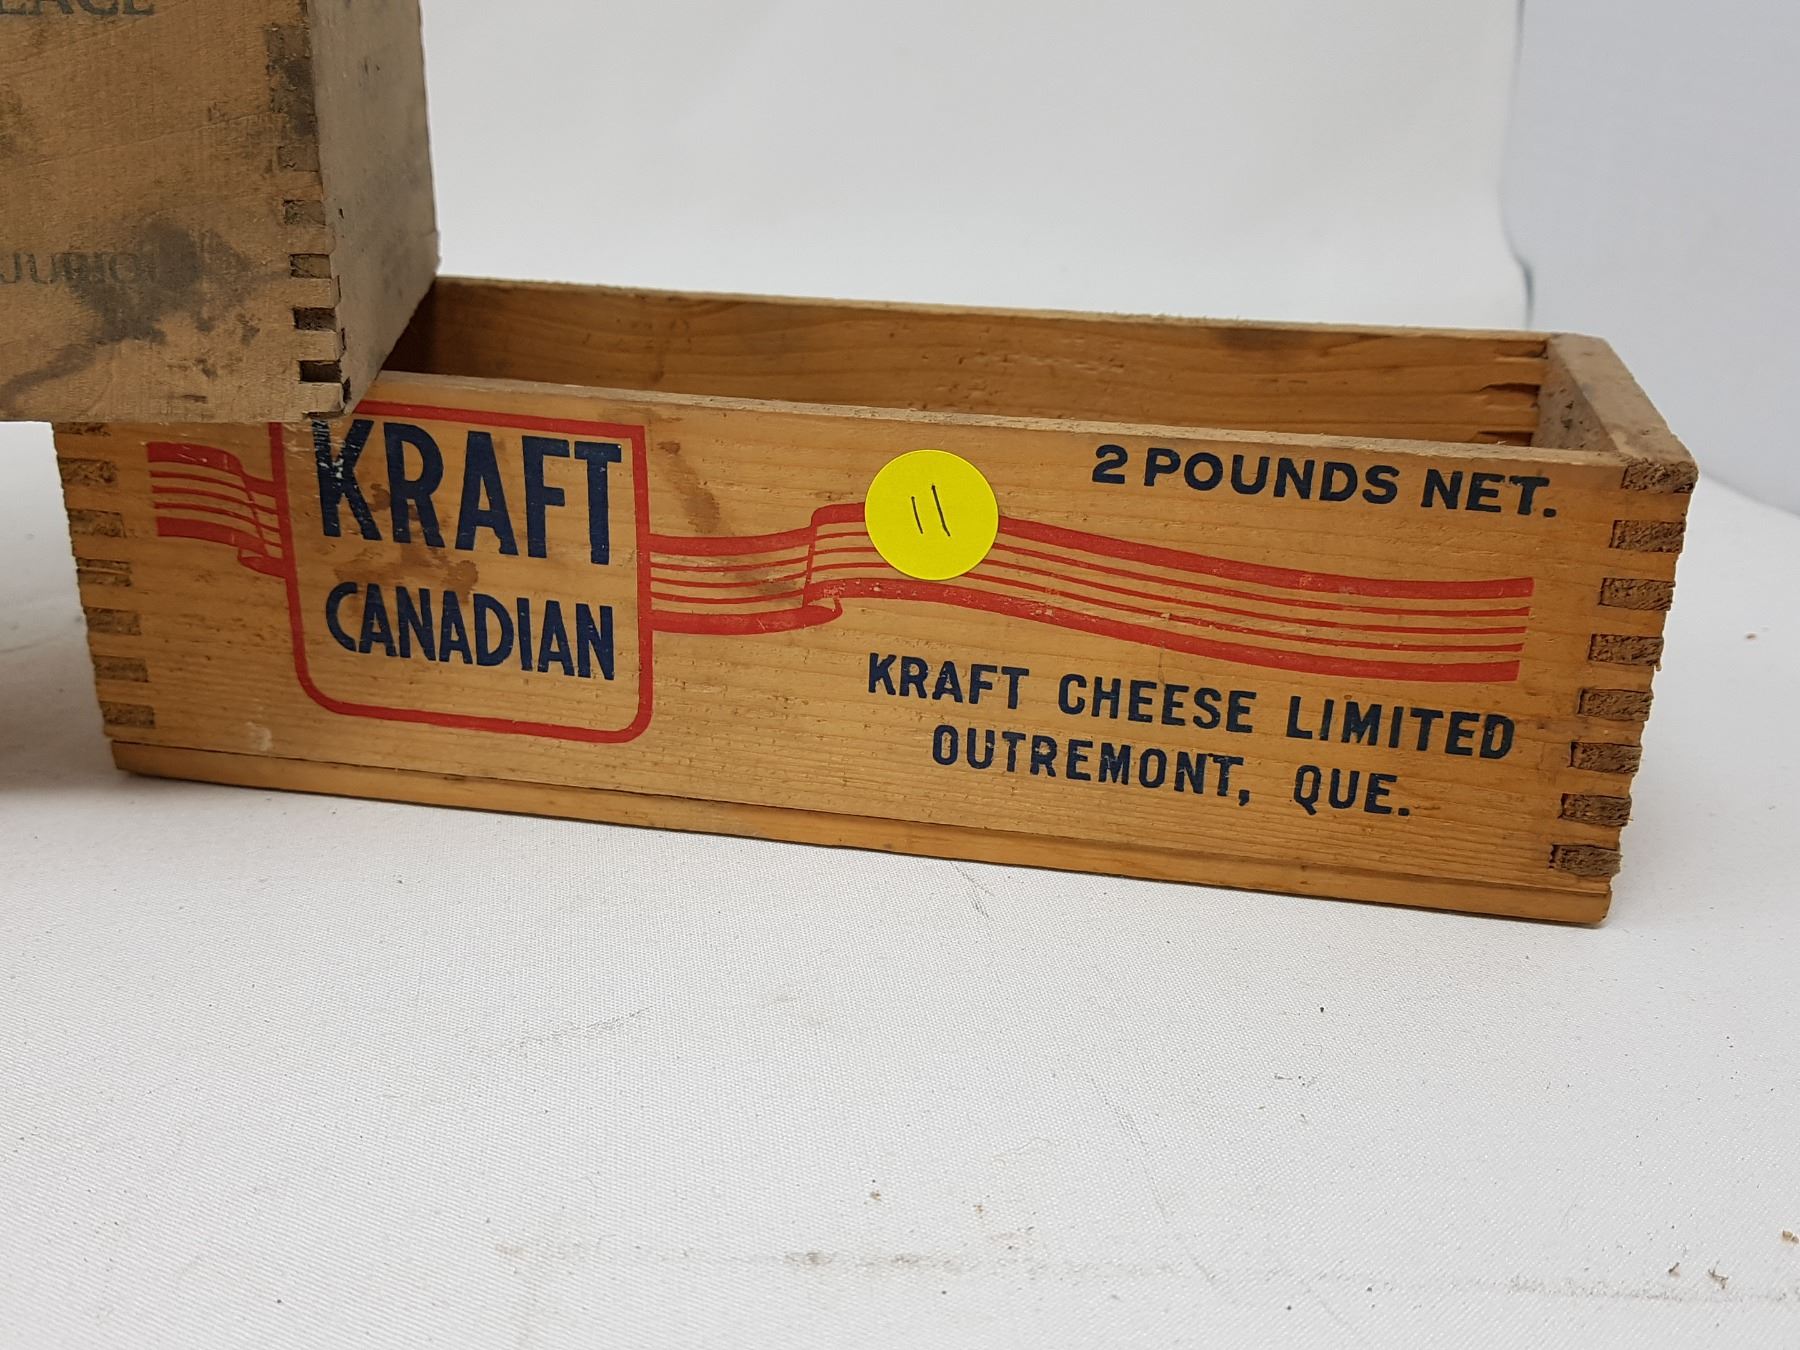 KRAFT
CANADIAN
11
2 POUNDS NET.
KRAFT CHEESE LIMITED
OUTREMONT, QUE.